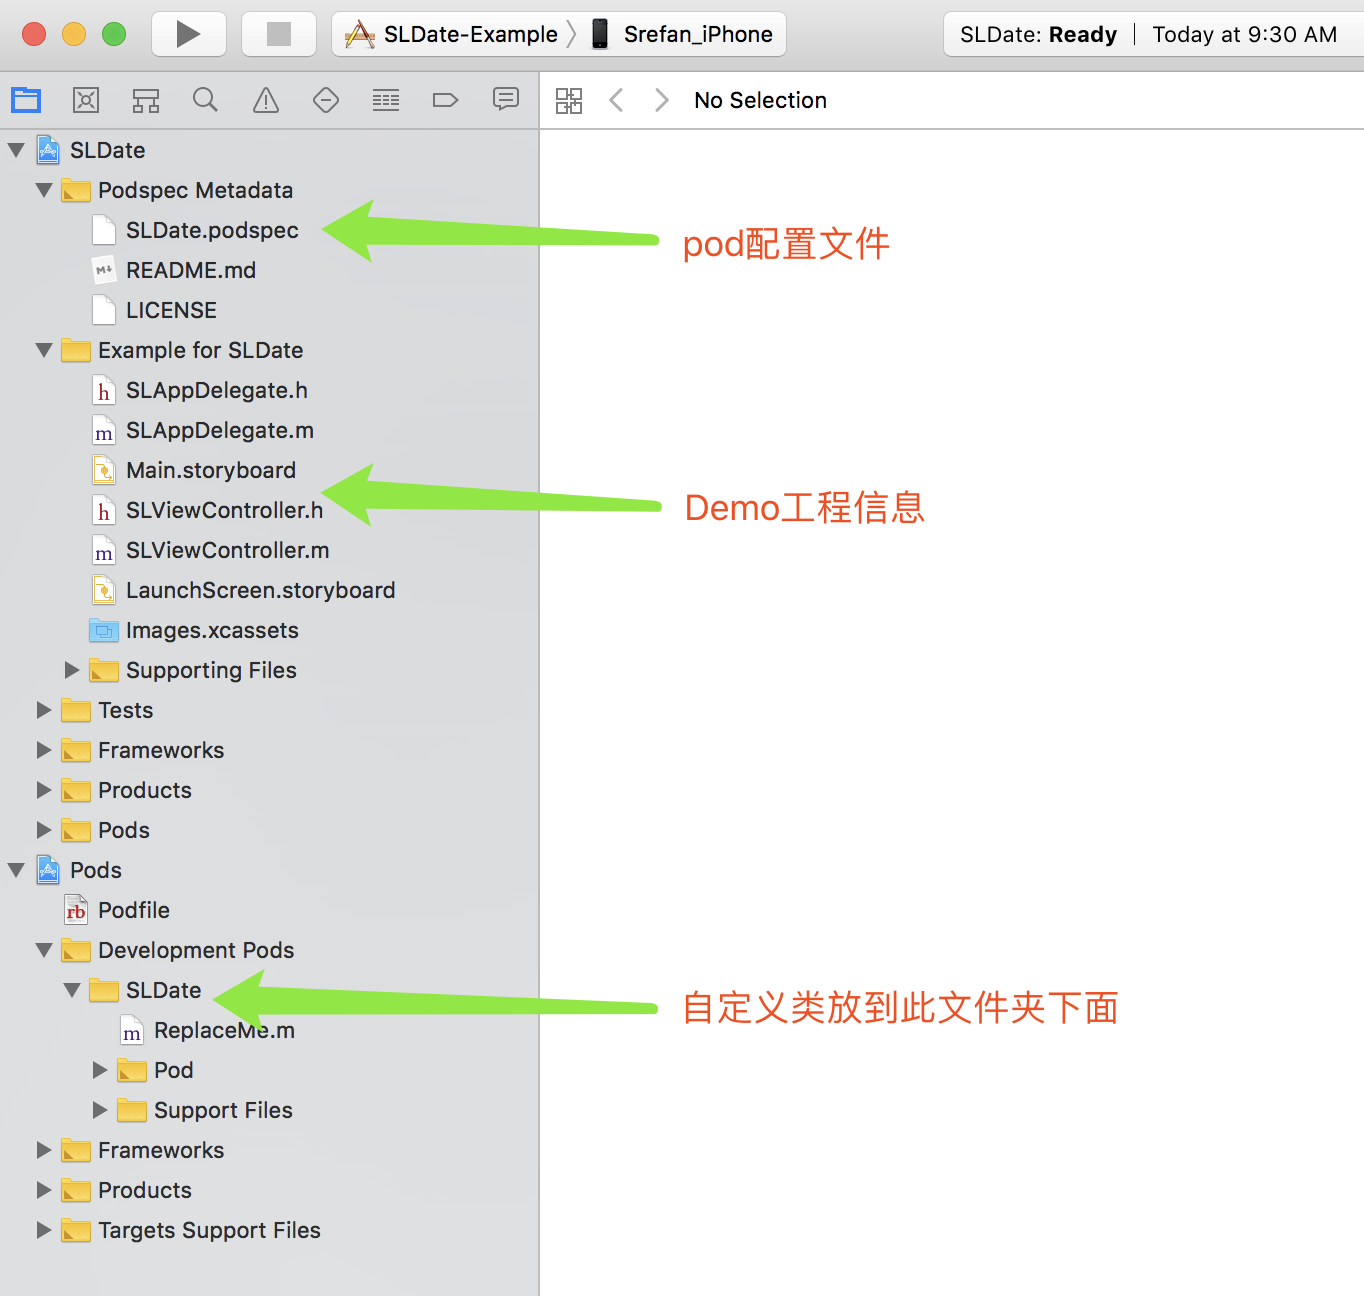 SLDate-Example
Srefan_iPhone
SLDate: Ready
Today at 9:30 AM
No Selection
SLDate
Podspec Metadata
SLDate.podspec
pod配置文件
README.md
LICENSE
Example for SLDate
h SLAppDelegate.h
m SLAppDelegate.m
Main.storyboard
h SLViewController.h
Demo工程信息
m SLViewController.m
LaunchScreen.storyboard
Images.xcassets
Supporting Files
Tests
Frameworks
Products
Pods
Pods
rb Podfile
Development Pods
SLDate
自定义类放到此文件夹下面
m ReplaceMe.m
Pod
Support Files
Frameworks
Products
Targets Support Files